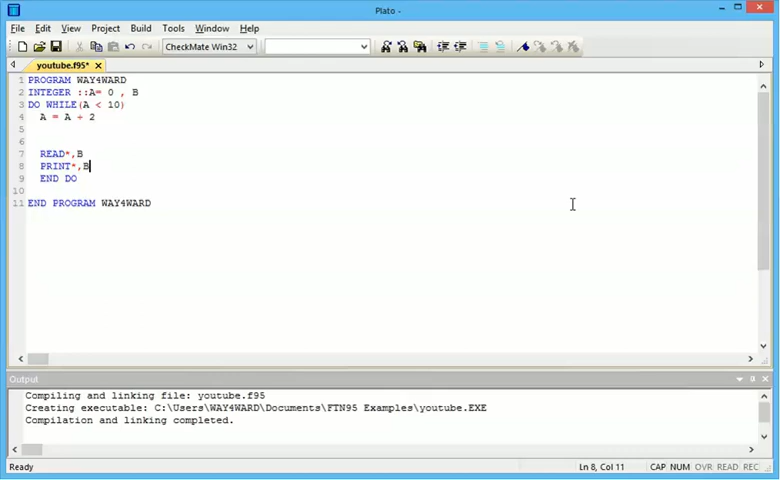 Plato -
File Edit View Project Build Tools Window Help
CheckMate Win32
youtube.f95*
1 PROGRAM WAY4WARD
2 INTEGER ::A= 0 , B
3 DO WHILE(A < 10)
4 A = A + 2
5
6
7 READ*,B
8 PRINT*,B
9 END DO
10
11 END PROGRAM WAY4WARD
Output
Compiling and linking file: youtube.f95
Creating executable: C:\Users\WAY4WARD\Documents\FTN95 Examples\youtube.EXE
Compilation and linking completed.
Ready Ln 8, Col 11 CAP NUM OVR READ REC